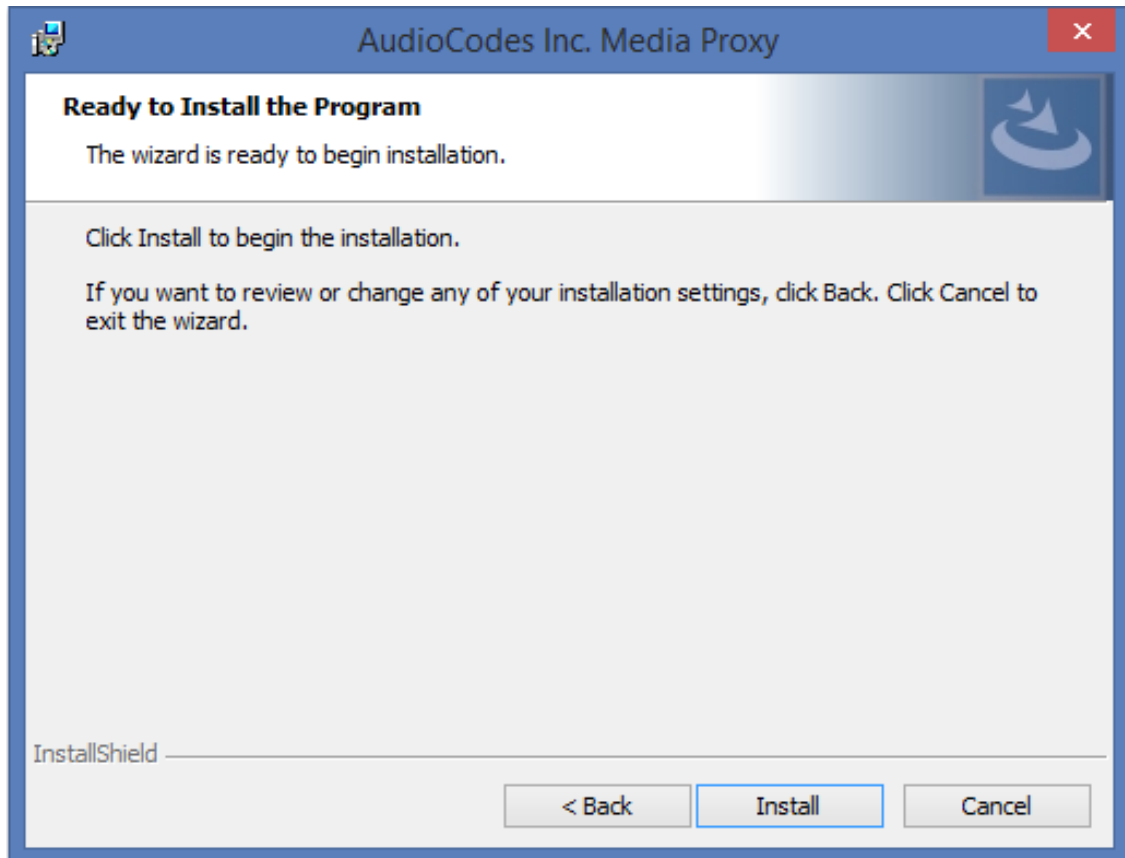 AudioCodes Inc. Media Proxy
Ready to Install the Program
The wizard is ready to begin installation.
Click Install to begin the installation.
If you want to review or change any of your installation settings, click Back. Click Cancel to
exit the wizard.
InstallShield
< Back
Install
Cancel